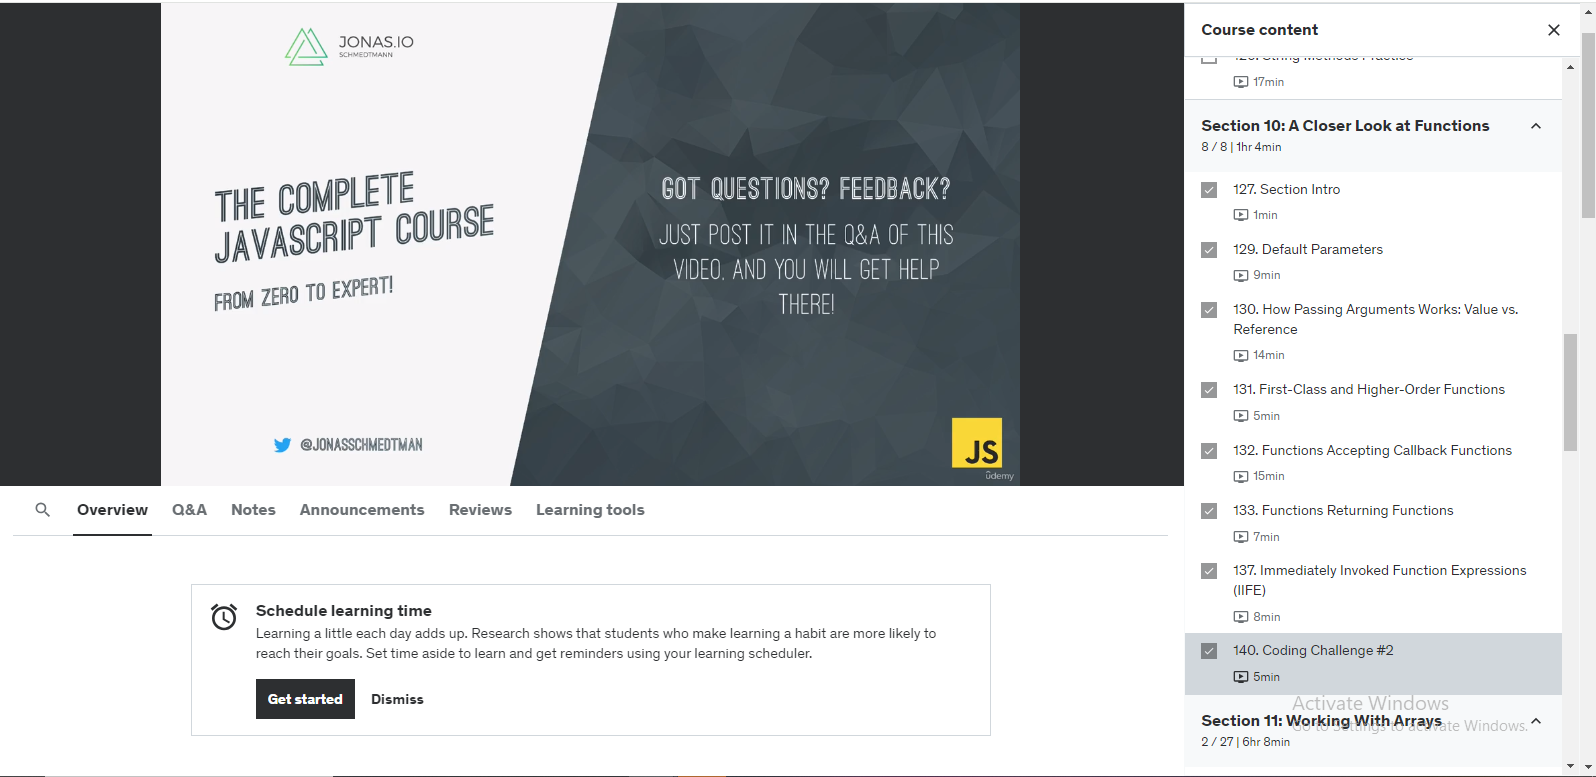 JONAS.IO
SCHMEDTMANN
THE COMPLETE
JAVASCRIPT COURSE
FROM ZERO TO EXPERT!
@JONASSCHMEDTMAN
GOT QUESTIONS? FEEDBACK?
JUST POST IT IN THE Q&A OF THIS
VIDEO, AND YOU WILL GET HELP
THERE!
JS
ûdemy
Overview Q&A Notes Announcements Reviews Learning tools
Schedule learning time
Learning a little each day adds up. Research shows that students who make learning a habit are more likely to
reach their goals. Set time aside to learn and get reminders using your learning scheduler.
Get started Dismiss
Course content
126. String Methods Practice
17min
Section 10: A Closer Look at Functions
8 / 8 | 1hr 4min
127. Section Intro
1min
129. Default Parameters
9min
130. How Passing Arguments Works: Value vs.
Reference
14min
131. First-Class and Higher-Order Functions
5min
132. Functions Accepting Callback Functions
15min
133. Functions Returning Functions
7min
137. Immediately Invoked Function Expressions
(IIFE)
8min
140. Coding Challenge #2
5min
Activate Windows
Section 11: Working With Arrays
Go to Settings to activate Windows.
2 / 27 | 6hr 8min